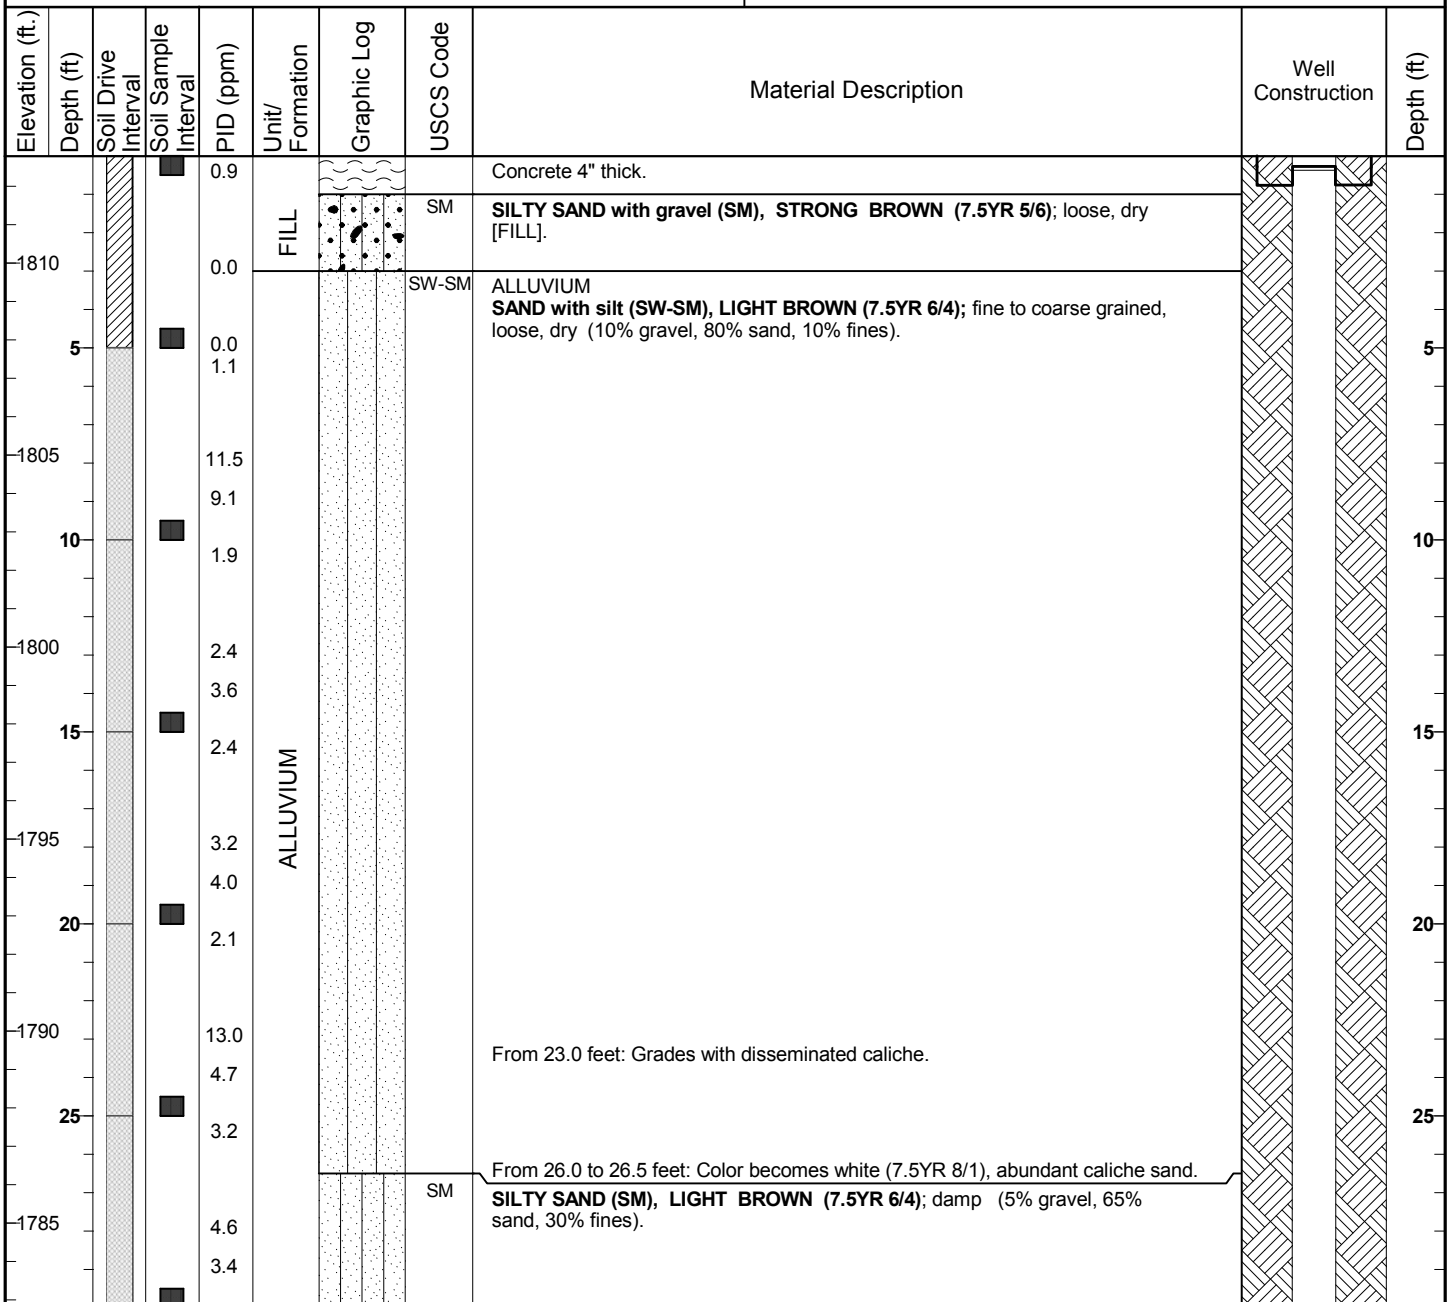 Elevation (ft.)
Depth (ft)
Soil Drive
Interval
Soil Sample
Interval
PID (ppm)
Unit/
Formation
Graphic Log
USCS Code
Material Description
Well
Construction
Depth (ft)
0.9
Concrete 4" thick.
FILL
SM
SILTY SAND with gravel (SM), STRONG BROWN (7.5YR 5/6); loose, dry
[FILL].
1810
0.0
SW-SM
ALLUVIUM
SAND with silt (SW-SM), LIGHT BROWN (7.5YR 6/4); fine to coarse grained,
loose, dry (10% gravel, 80% sand, 10% fines).
5
0.0
5
1.1
1805
11.5
9.1
10
10
1.9
1800
2.4
3.6
15
15
2.4
ALLUVIUM
1795
3.2
4.0
20
20
2.1
1790
13.0
From 23.0 feet: Grades with disseminated caliche.
4.7
25
25
3.2
From 26.0 to 26.5 feet: Color becomes white (7.5YR 8/1), abundant caliche sand.
SM
SILTY SAND (SM), LIGHT BROWN (7.5YR 6/4); damp (5% gravel, 65%
sand, 30% fines).
1785
4.6
3.4